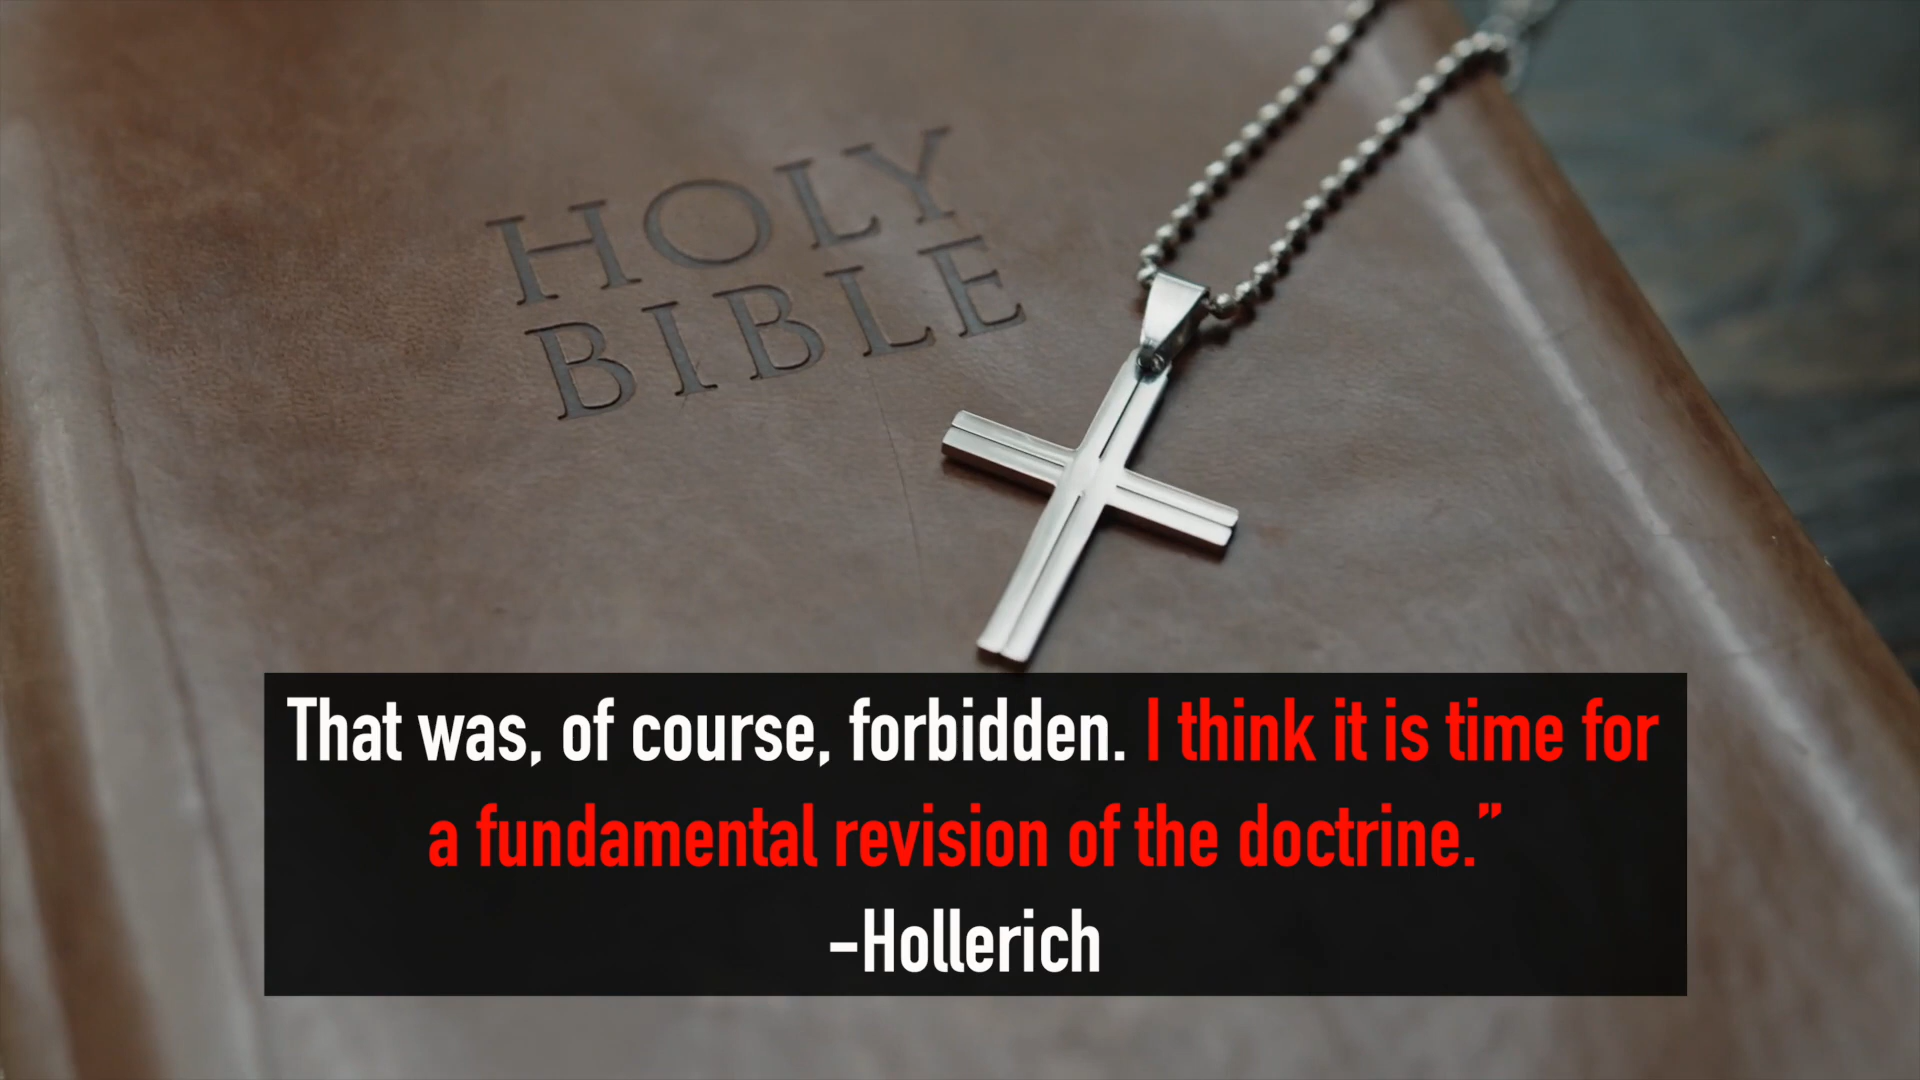 HOLY
BIBLE
That was, of course, forbidden. I think it is time for
a fundamental revision of the doctrine.”
–Hollerich